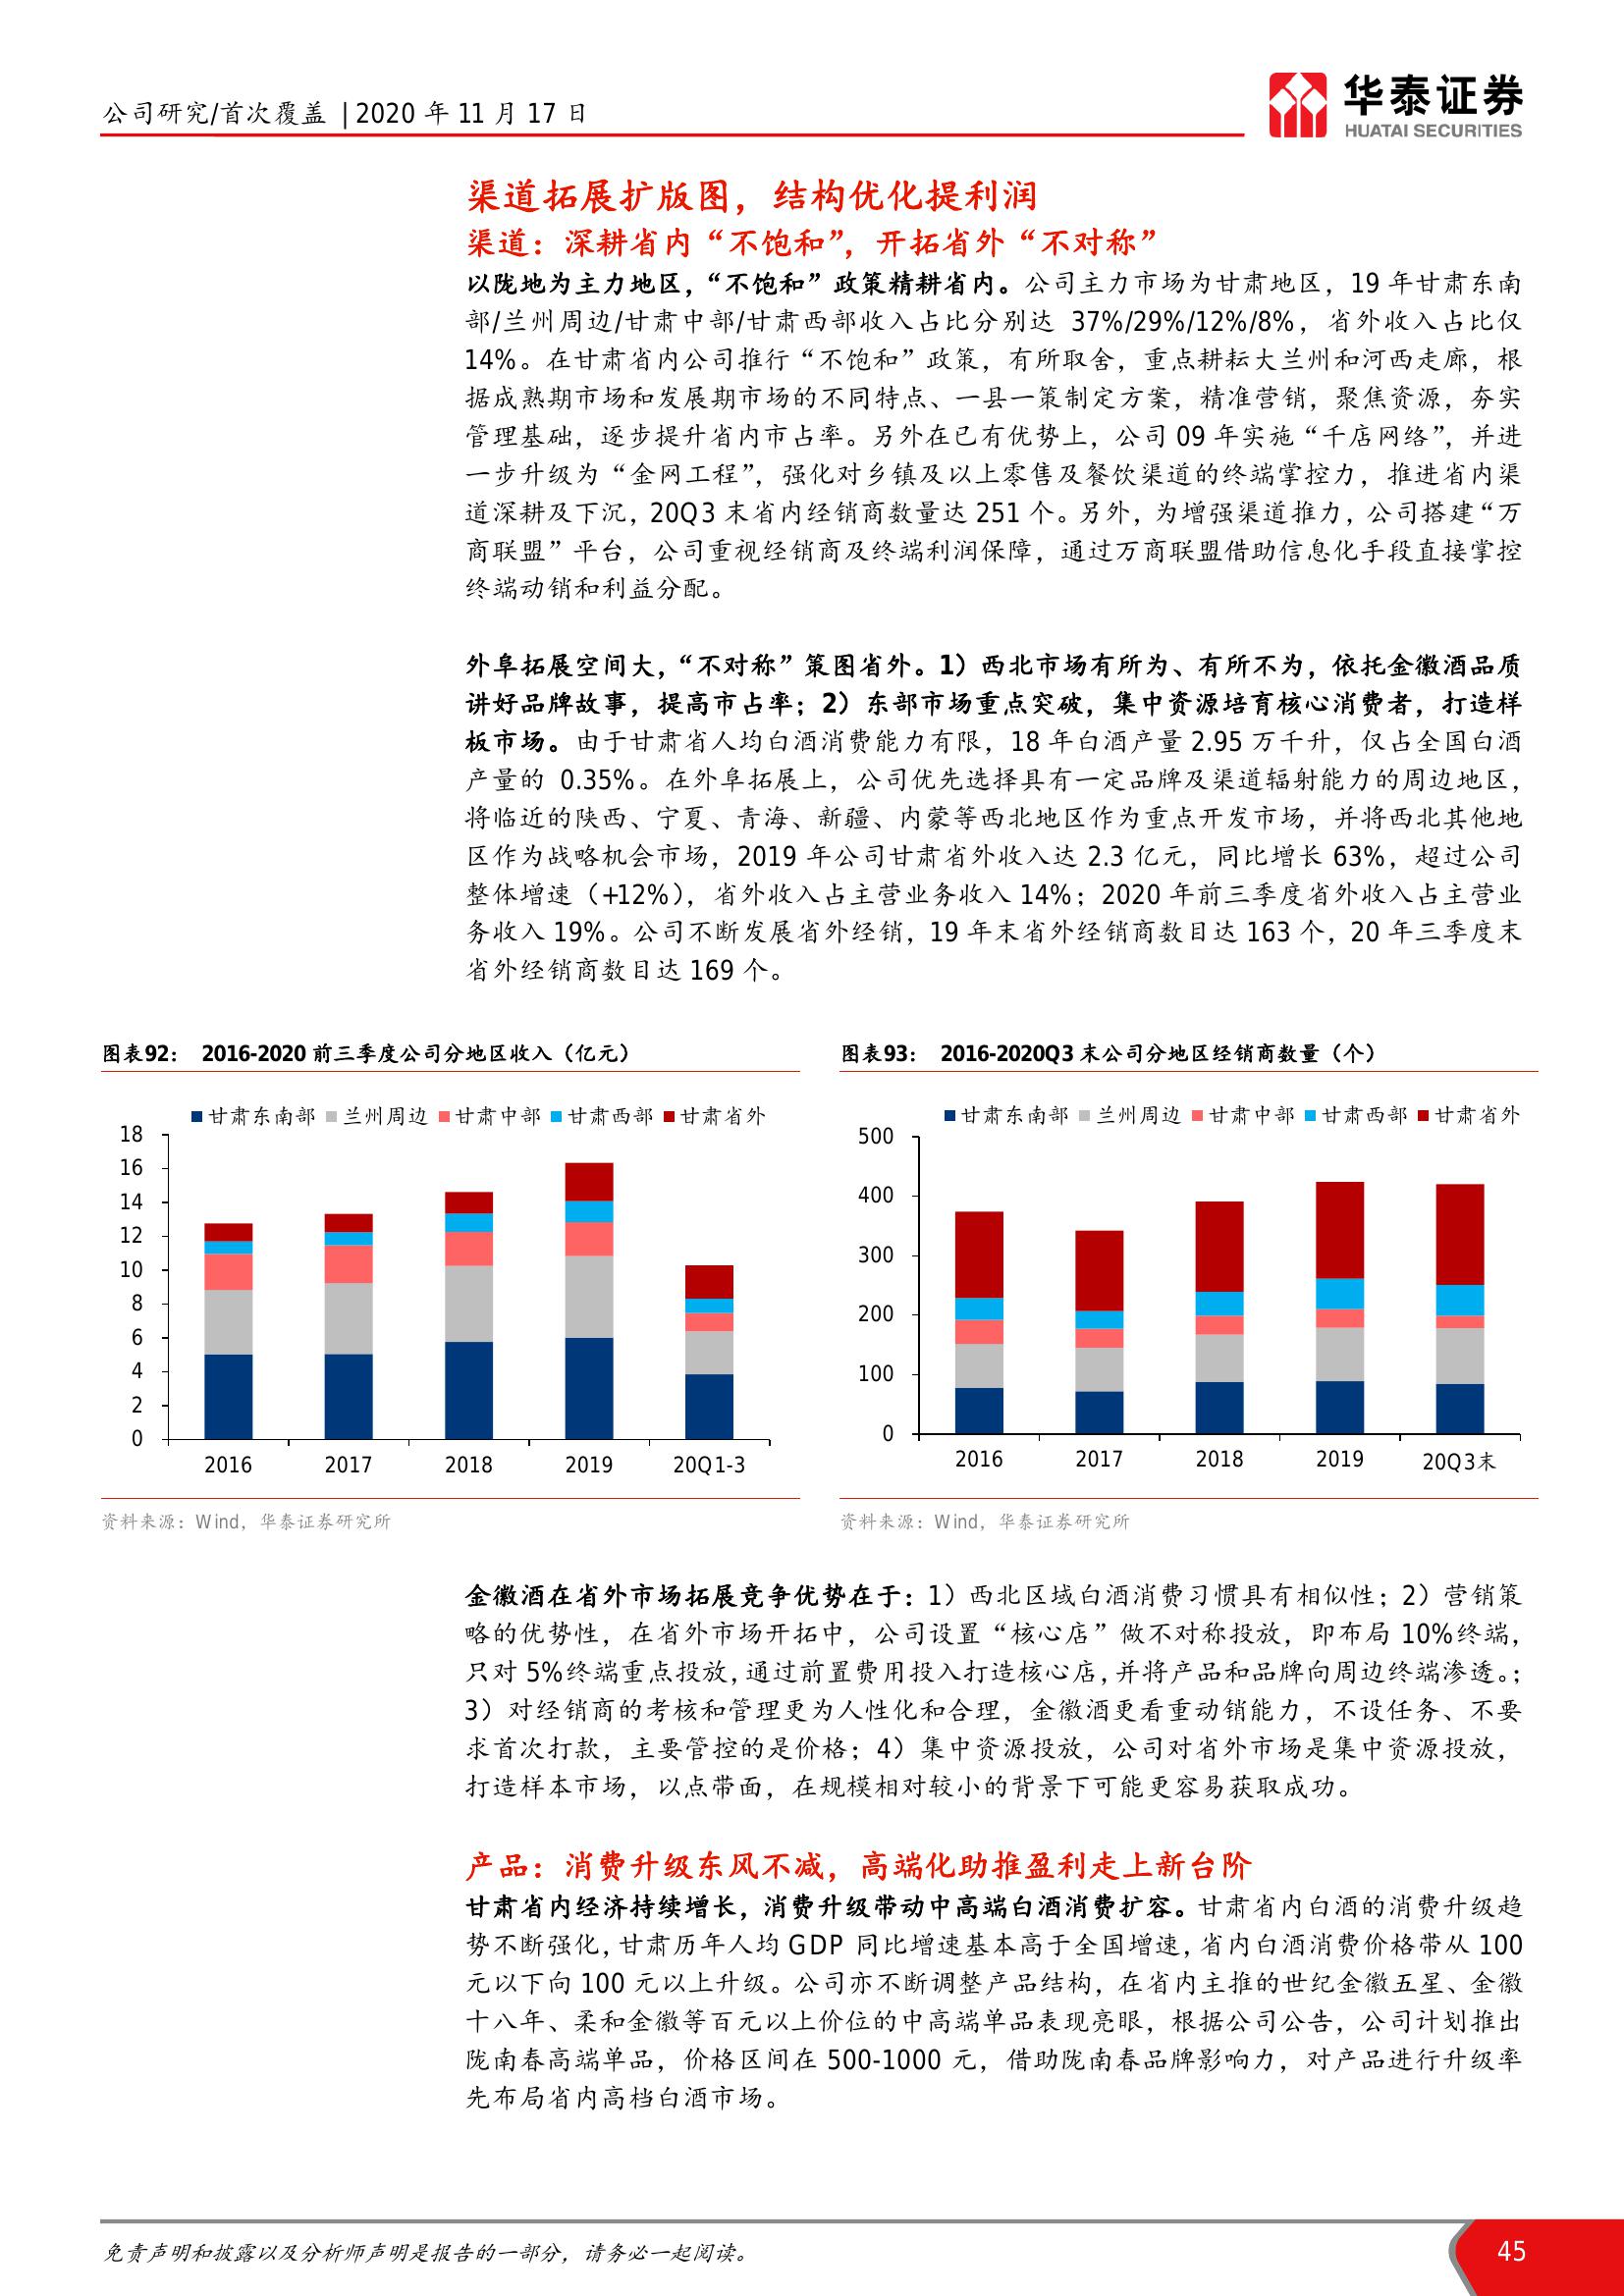 公司研究/首次覆盖 | 2020 年 11 月 17 日
华泰证券
HUATAI SECURITIES
渠道拓展扩版图，结构优化提利润
渠道：深耕省内“不饱和”，开拓省外“不对称”
以陇地为主力地区，“不饱和”政策精耕省内。公司主力市场为甘肃地区，19 年甘肃东南
部/兰州周边/甘肃中部/甘肃西部收入占比分别达 37%/29%/12%/8%，省外收入占比仅
14%。在甘肃省内公司推行“不饱和”政策，有所取舍，重点耕耘大兰州和河西走廊，根
据成熟期市场和发展期市场的不同特点、一县一策制定方案，精准营销，聚焦资源，夯实
管理基础，逐步提升省内市占率。另外在已有优势上，公司 09 年实施“千店网络”，并进
一步升级为“金网工程”，强化对乡镇及以上零售及餐饮渠道的终端掌控力，推进省内渠
道深耕及下沉，20Q3 末省内经销商数量达 251 个。另外，为增强渠道推力，公司搭建“万
商联盟”平台，公司重视经销商及终端利润保障，通过万商联盟借助信息化手段直接掌控
终端动销和利益分配。
外阜拓展空间大，“不对称”策图省外。1）西北市场有所为、有所不为，依托金徽酒品质
讲好品牌故事，提高市占率；2）东部市场重点突破，集中资源培育核心消费者，打造样
板市场。由于甘肃省人均白酒消费能力有限，18 年白酒产量 2.95 万千升，仅占全国白酒
产量的 0.35%。在外阜拓展上，公司优先选择具有一定品牌及渠道辐射能力的周边地区，
将临近的陕西、宁夏、青海、新疆、内蒙等西北地区作为重点开发市场，并将西北其他地
区作为战略机会市场，2019 年公司甘肃省外收入达 2.3 亿元，同比增长 63%，超过公司
整体增速（+12%），省外收入占主营业务收入 14%；2020 年前三季度省外收入占主营业
务收入 19%。公司不断发展省外经销，19 年末省外经销商数目达 163 个，20 年三季度末
省外经销商数目达 169 个。
图表92： 2016-2020 前三季度公司分地区收入（亿元）
甘肃东南部 兰州周边 甘肃中部 甘肃西部 甘肃省外
18
16
14
12
10
8
6
4
2
0
2016 2017 2018 2019 20Q1-3
资料来源：Wind，华泰证券研究所
图表93： 2016-2020Q3 末公司分地区经销商数量（个）
甘肃东南部 兰州周边 甘肃中部 甘肃西部 甘肃省外
500
400
300
200
100
0
2016 2017 2018 2019 20Q3末
资料来源：Wind，华泰证券研究所
金徽酒在省外市场拓展竞争优势在于：1）西北区域白酒消费习惯具有相似性；2）营销策
略的优势性，在省外市场开拓中，公司设置“核心店”做不对称投放，即布局 10%终端，
只对 5%终端重点投放，通过前置费用投入打造核心店，并将产品和品牌向周边终端渗透。；
3）对经销商的考核和管理更为人性化和合理，金徽酒更看重动销能力，不设任务、不要
求首次打款，主要管控的是价格；4）集中资源投放，公司对省外市场是集中资源投放，
打造样本市场，以点带面，在规模相对较小的背景下可能更容易获取成功。
产品：消费升级东风不减，高端化助推盈利走上新台阶
甘肃省内经济持续增长，消费升级带动中高端白酒消费扩容。甘肃省内白酒的消费升级趋
势不断强化，甘肃历年人均 GDP 同比增速基本高于全国增速，省内白酒消费价格带从 100
元以下向 100 元以上升级。公司亦不断调整产品结构，在省内主推的世纪金徽五星、金徽
十八年、柔和金徽等百元以上价位的中高端单品表现亮眼，根据公司公告，公司计划推出
陇南春高端单品，价格区间在 500-1000 元，借助陇南春品牌影响力，对产品进行升级率
先布局省内高档白酒市场。
免责声明和披露以及分析师声明是报告的一部分，请务必一起阅读。
45